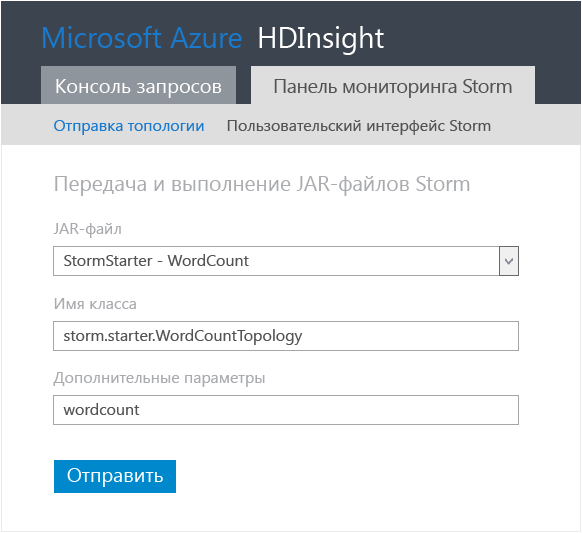 Microsoft Azure HDInsight
Консоль запросов Панель мониторинга Storm
Отправка топологии Пользовательский интерфейс Storm
Передача и выполнение JAR-файлов Storm
JAR-файл
StormStarter - WordCount
Имя класса
storm.starter.WordCountTopology
Дополнительные параметры
wordcount
Отправить